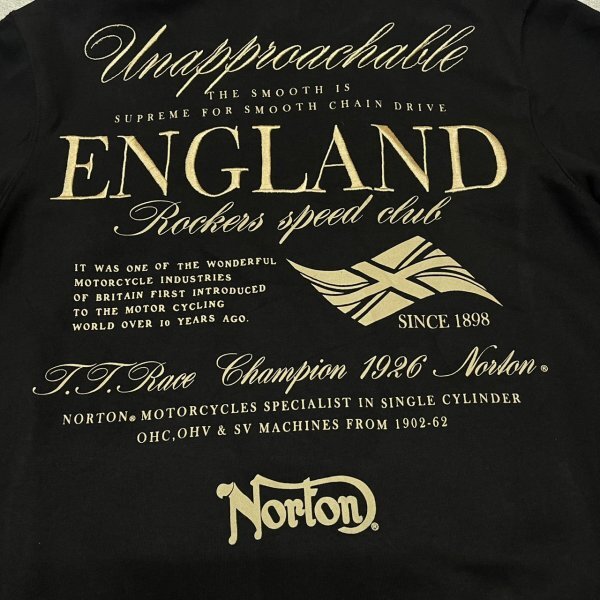 Unapproachable
THE SMOOTH IS
SUPREME FOR SMOOTH CHAIN DRIVE
ENGLAND
Rockers speed club
IT WAS ONE OF THE WONDERFUL
MOTORCYCLE INDUSTRIES
OF BRITAIN FIRST INTRODUCED
TO THE MOTOR CYCLING
WORLD OVER 10 YEARS AGO.
SINCE 1898
T.T.Race Champion 1926 Norton®
NORTON® MOTORCYCLES SPECIALIST IN SINGLE CYLINDER
OHC,OHV & SV MACHINES FROM 1902-62
Norton®